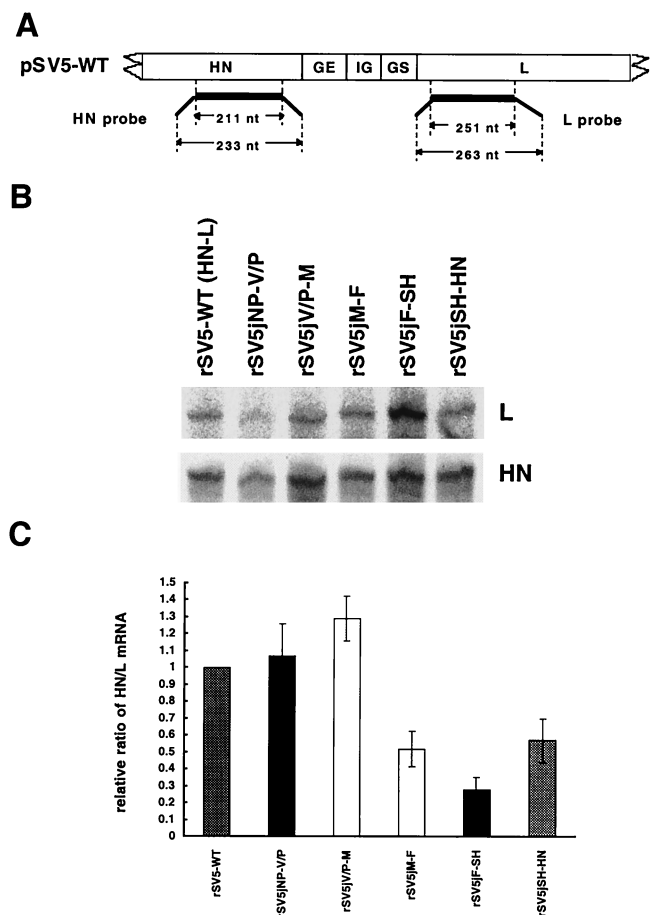 A
pSV5-WT
HN GE IG GS L
HN probe
211 nt
233 nt
251 nt
263 nt
L probe
B
rSV5-WT (HN-L)
rSV5jNP-V/P
rSV5jV/P-M
rSV5jM-F
rSV5jF-SH
rSV5jSH-HN
L
HN
C
relative ratio of HN/L mRNA
1.5
1.4
1.3
1.2
1.1
1
0.9
0.8
0.7
0.6
0.5
0.4
0.3
0.2
0.1
0
rSV5-WT
rSV5jNP-V/P
rSV5jV/P-M
rSV5jM-F
rSV5jF-SH
rSV5jSH-HN